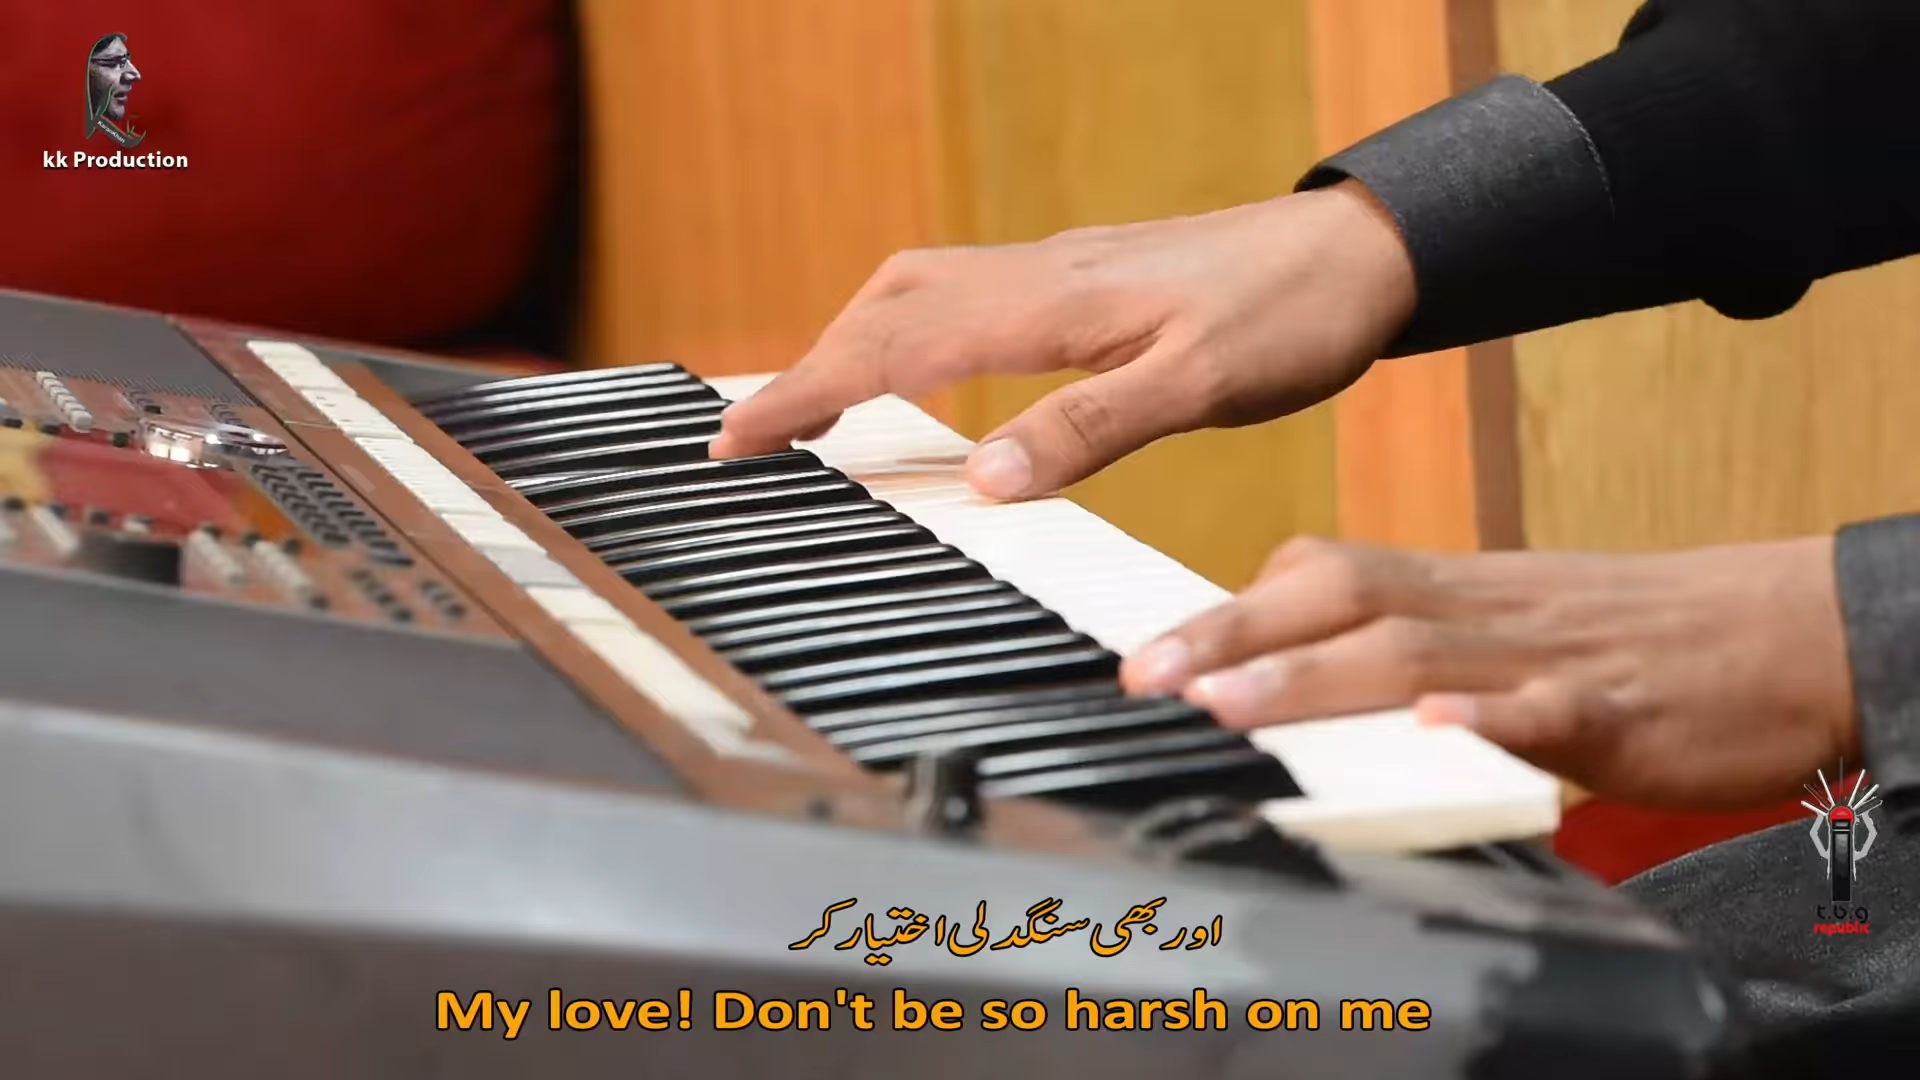 kk Production
اور بھی سنگدلی اختیار کر
My love! Don't be so harsh on me
t.b.g
republic